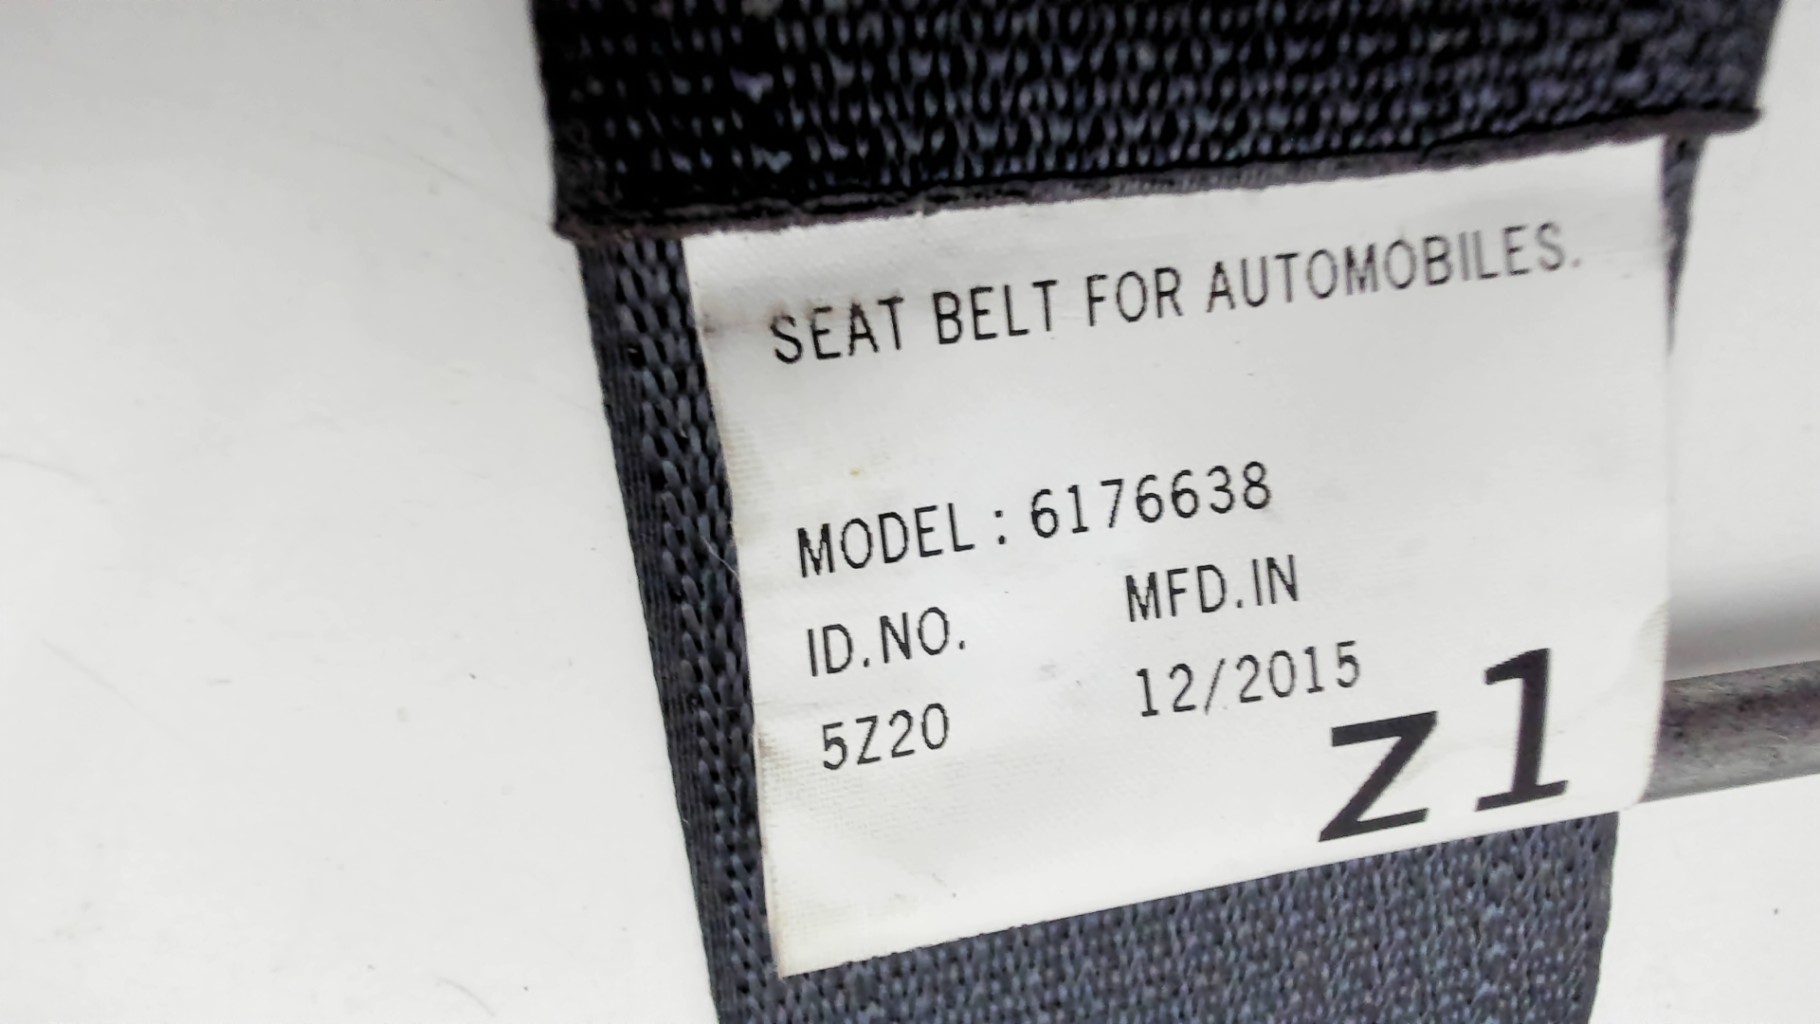 SEAT BELT FOR AUTOMOBILES.
MODEL : 6176638
ID.NO. MFD.IN
5Z20 12/2015
Z1